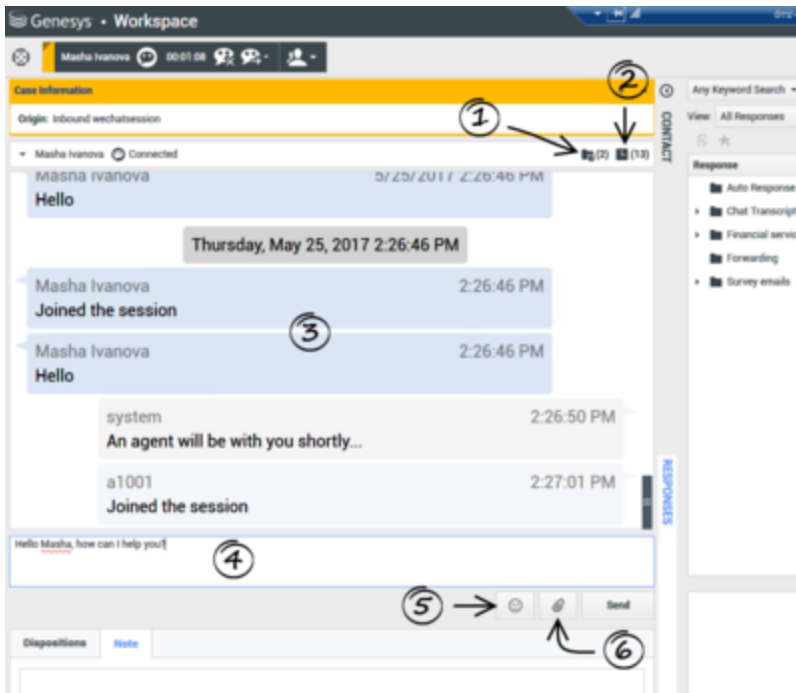 Genesys • Workspace
Masha Ivanova 00:01:08
Case Information
Origin: Inbound wechatsession
Masha Ivanova Connected (2) (13)
Masha Ivanova 5/25/2017 2:26:46 PM
Hello
Thursday, May 25, 2017 2:26:46 PM
Masha Ivanova 2:26:46 PM
Joined the session
Masha Ivanova 2:26:46 PM
Hello
system 2:26:50 PM
An agent will be with you shortly...
a1001 2:27:01 PM
Joined the session
Hello Masha, how can I help you?
Send
Dispositions Note
1
2
3
4
5
6
CONTACT
RESPONSES
Any Keyword Search
View: All Responses
Response
Auto Response
Chat Transcript
Financial servic
Forwarding
Survey emails